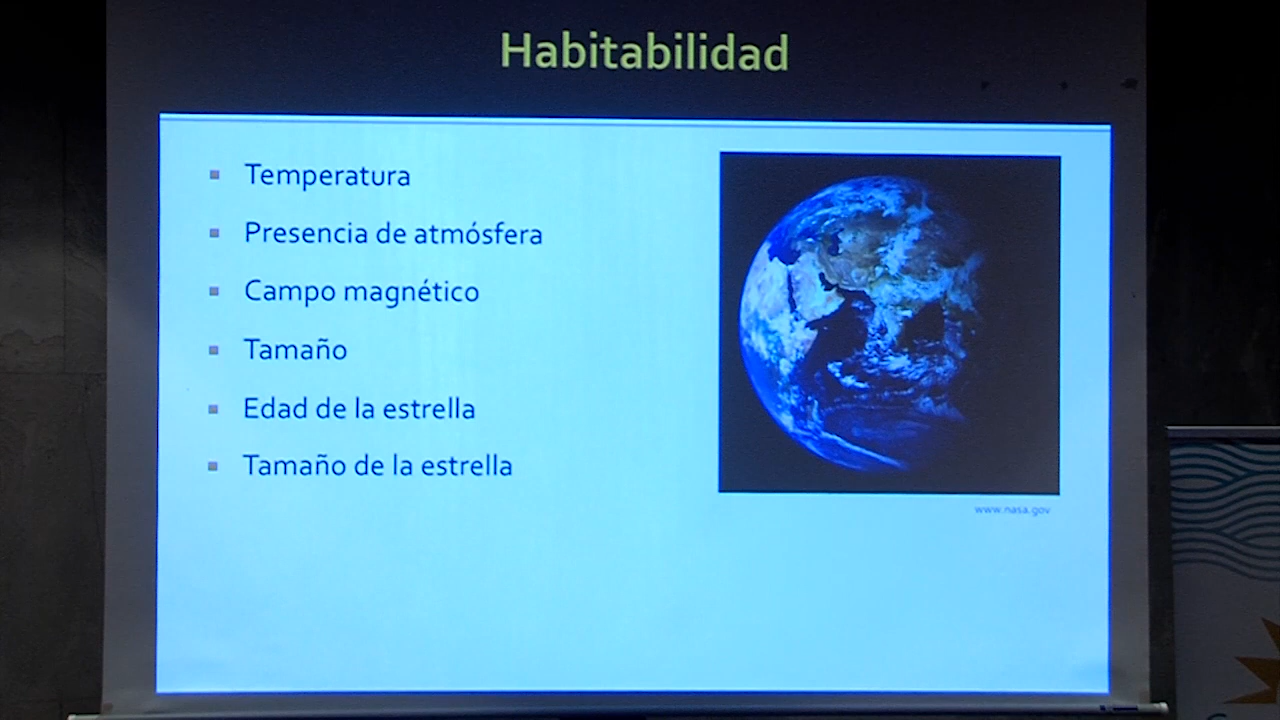 Habitabilidad
Temperatura
Presencia de atmósfera
Campo magnético
Tamaño
Edad de la estrella
Tamaño de la estrella
www.nasa.gov